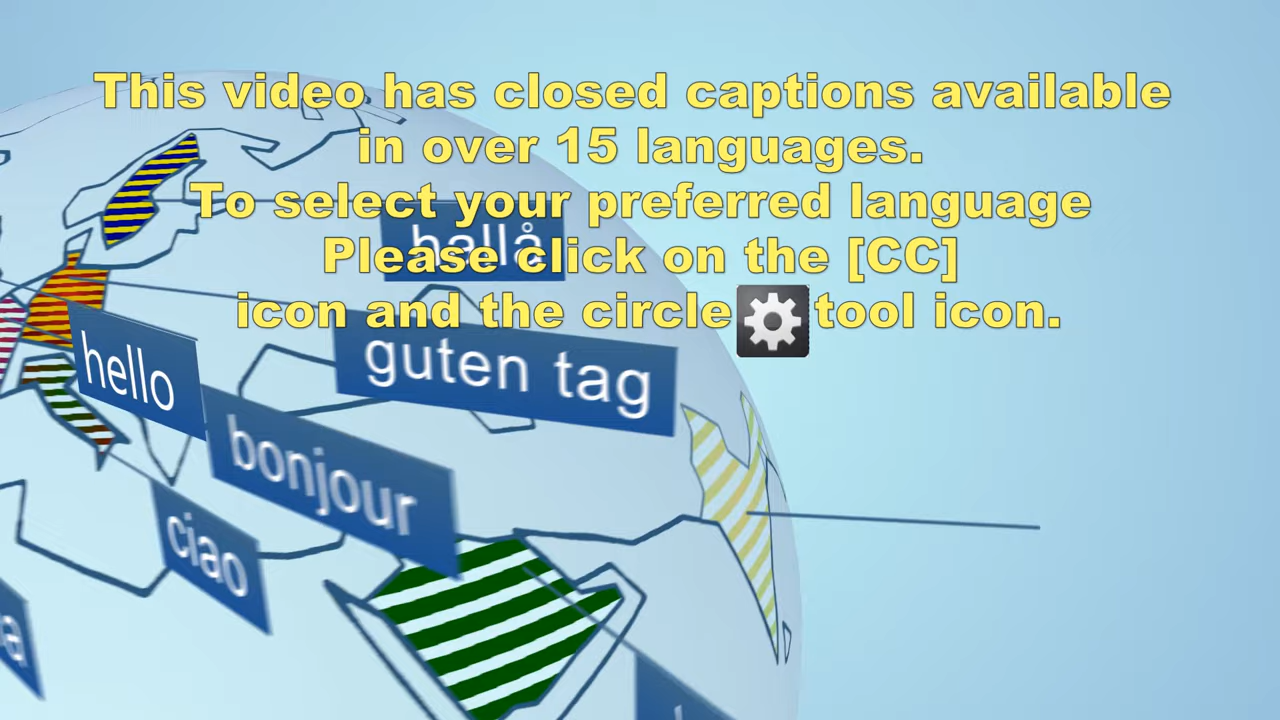 This video has closed captions available
in over 15 languages.
To select your preferred language
hallå
Please click on the [CC]
icon and the circle tool icon.
guten tag
hello
bonjour
ciao